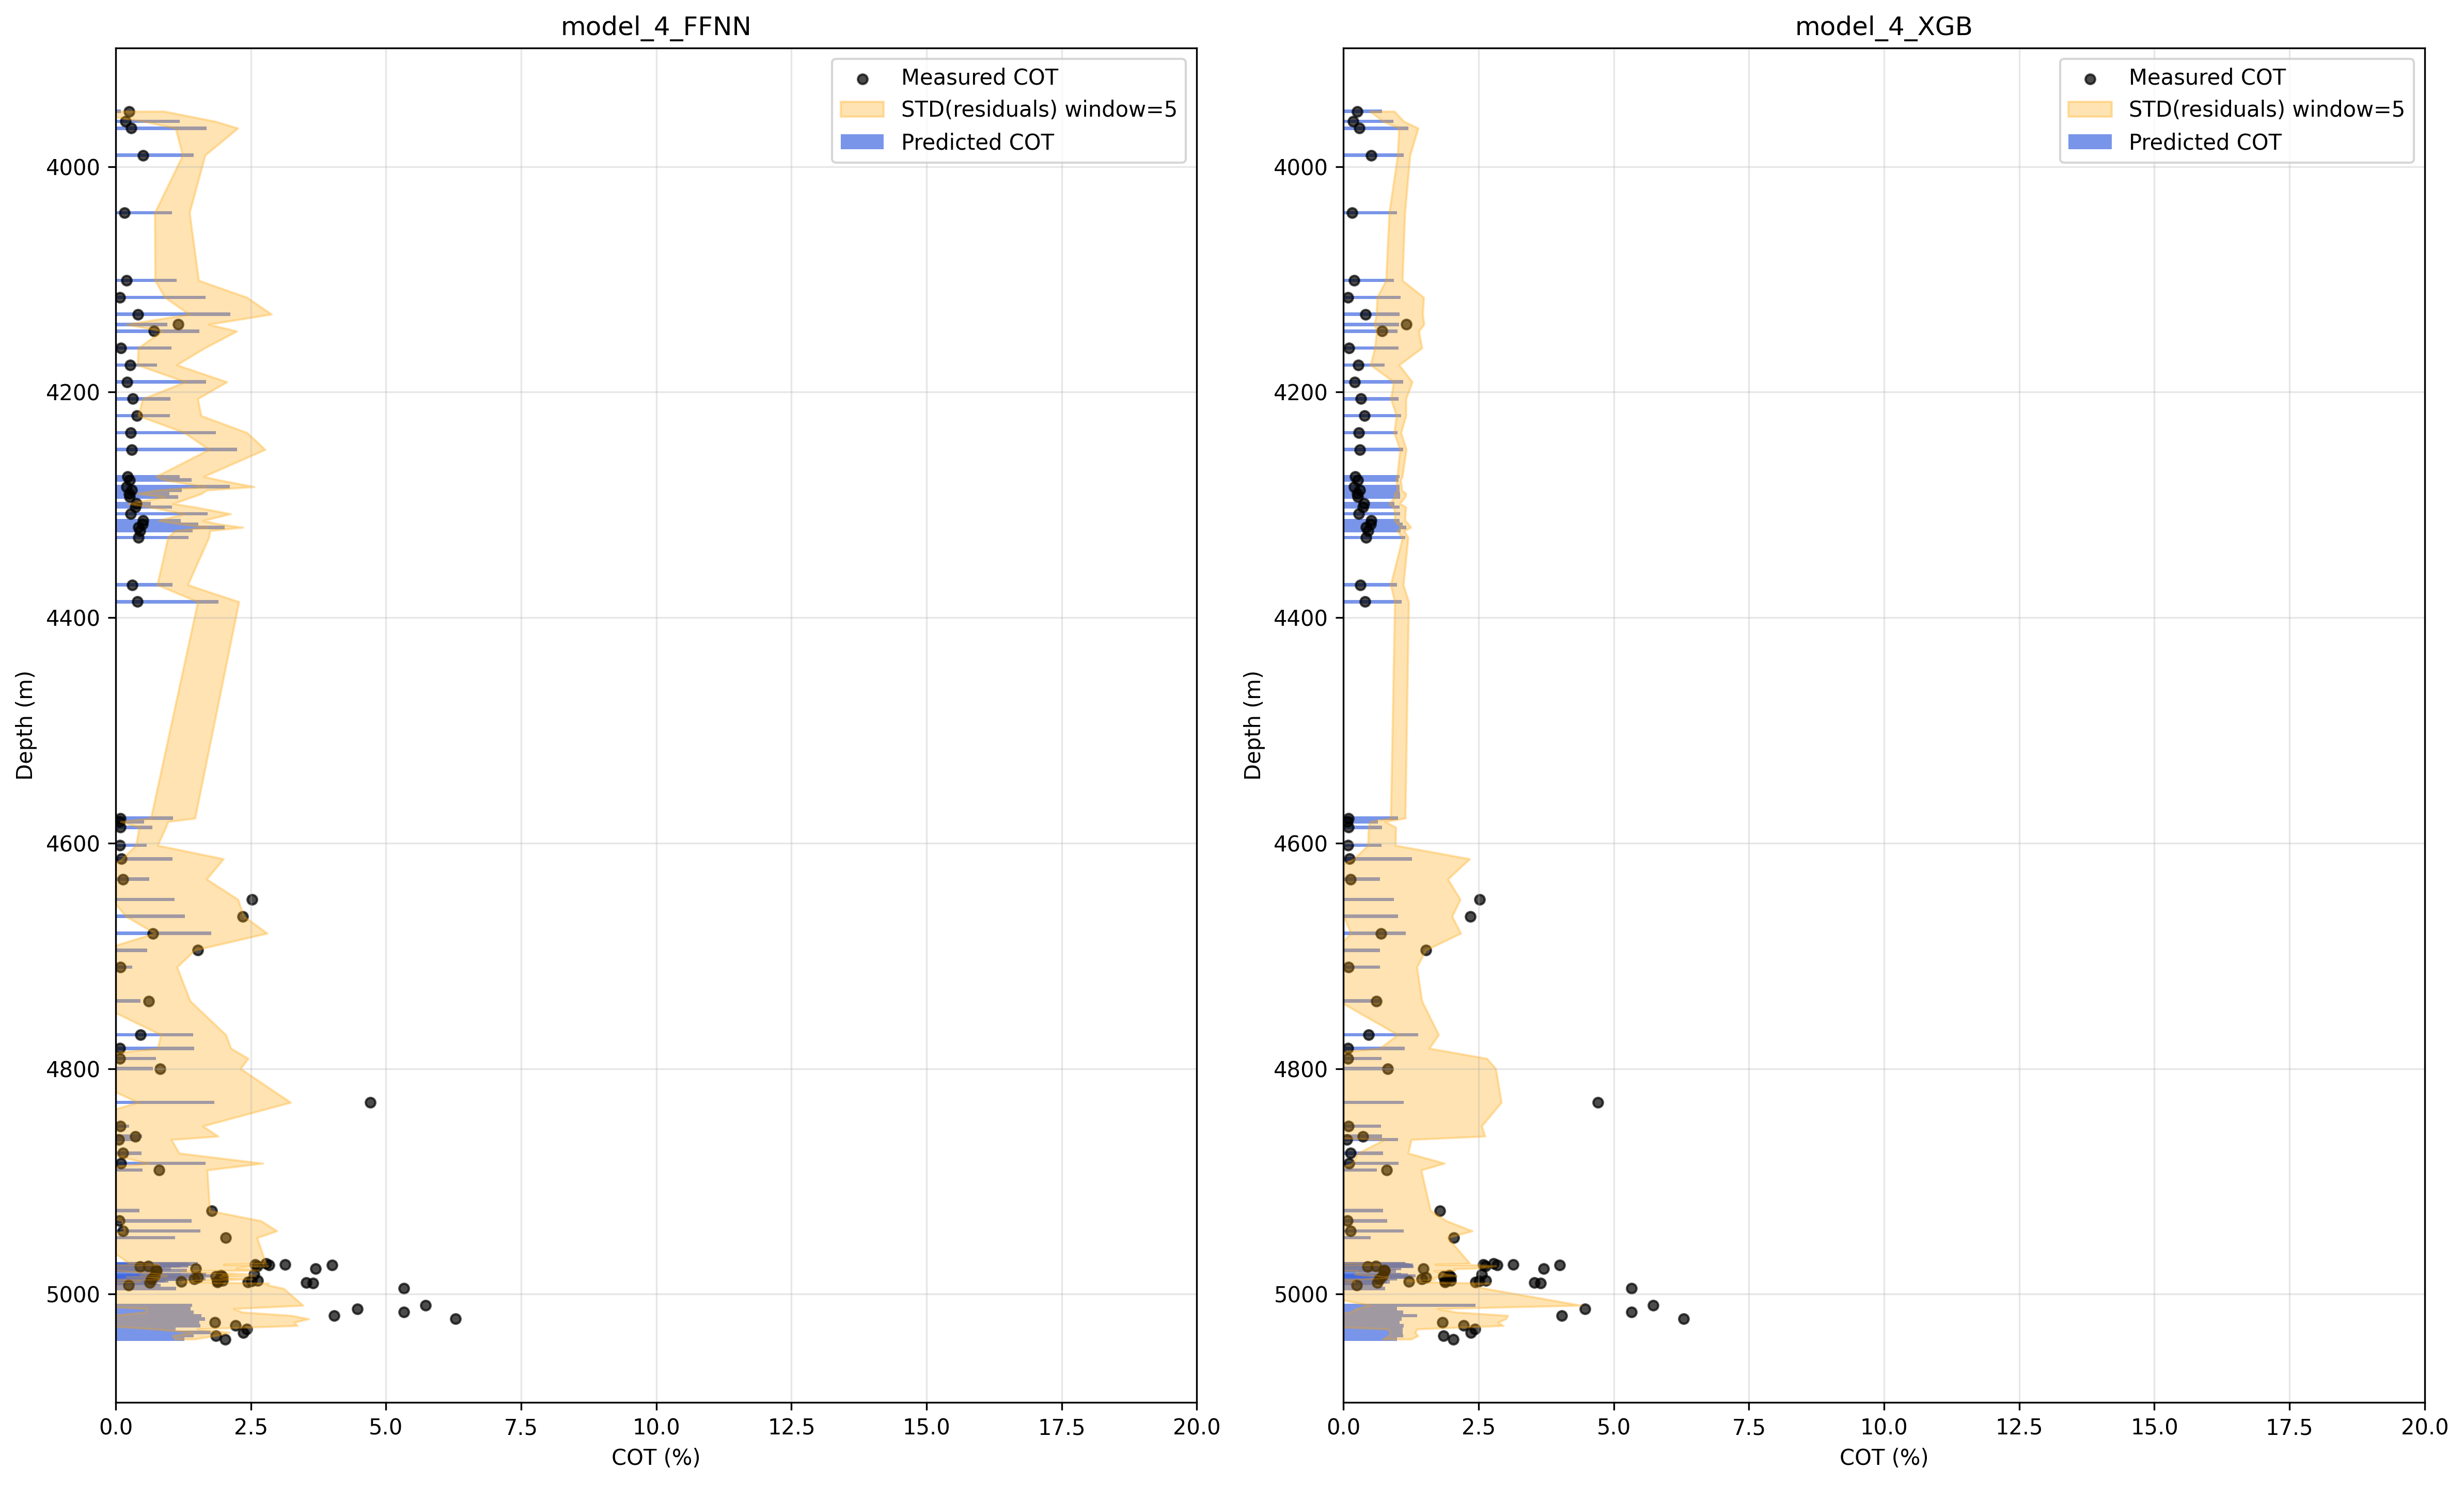 model_4_FFNN
Measured COT
STD(residuals) window=5
Predicted COT
4000
4200
4400
4600
4800
5000
Depth (m)
0.0 2.5 5.0 7.5 10.0 12.5 15.0 17.5 20.0
COT (%)
model_4_XGB
Measured COT
STD(residuals) window=5
Predicted COT
4000
4200
4400
4600
4800
5000
Depth (m)
0.0 2.5 5.0 7.5 10.0 12.5 15.0 17.5 20.0
COT (%)